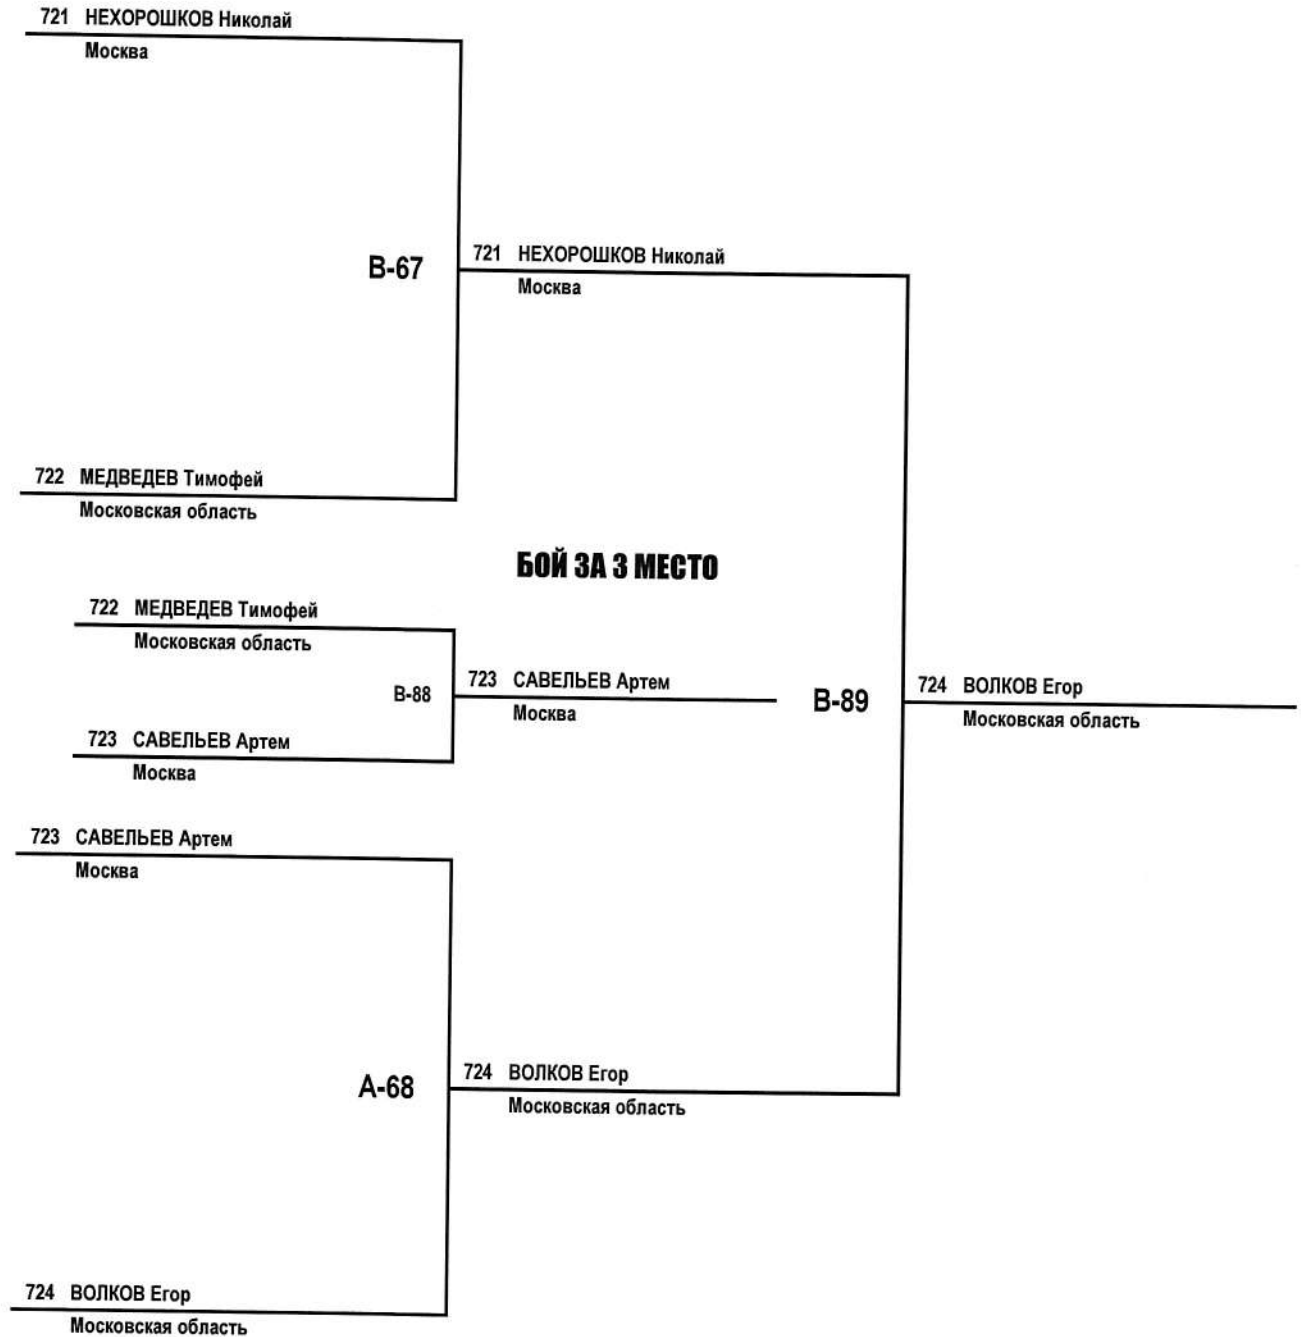 721 НЕХОРОШКОВ Николай
Москва
B-67
721 НЕХОРОШКОВ Николай
Москва
722 МЕДВЕДЕВ Тимофей
Московская область
БОЙ ЗА 3 МЕСТО
722 МЕДВЕДЕВ Тимофей
Московская область
B-88
723 САВЕЛЬЕВ Артем
Москва
723 САВЕЛЬЕВ Артем
Москва
B-89
724 ВОЛКОВ Егор
Московская область
723 САВЕЛЬЕВ Артем
Москва
A-68
724 ВОЛКОВ Егор
Московская область
724 ВОЛКОВ Егор
Московская область